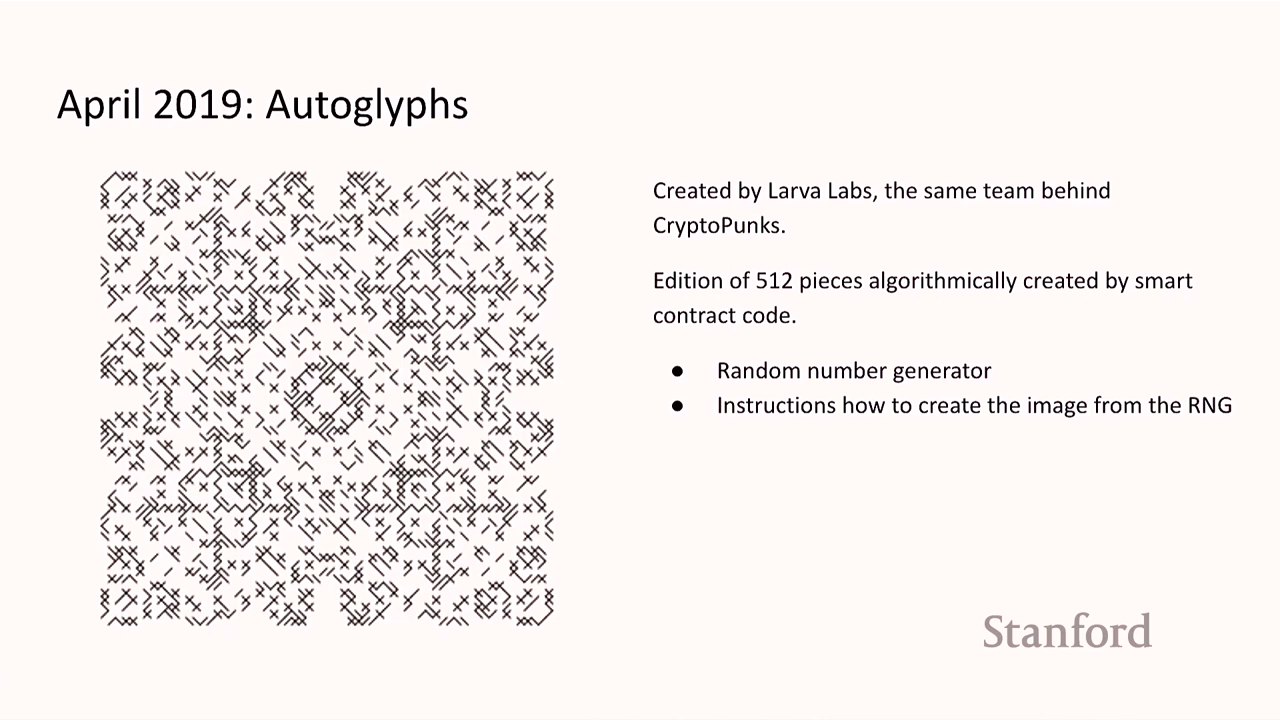 April 2019: Autoglyphs
Created by Larva Labs, the same team behind
CryptoPunks.
Edition of 512 pieces algorithmically created by smart
contract code.
● Random number generator
● Instructions how to create the image from the RNG
Stanford